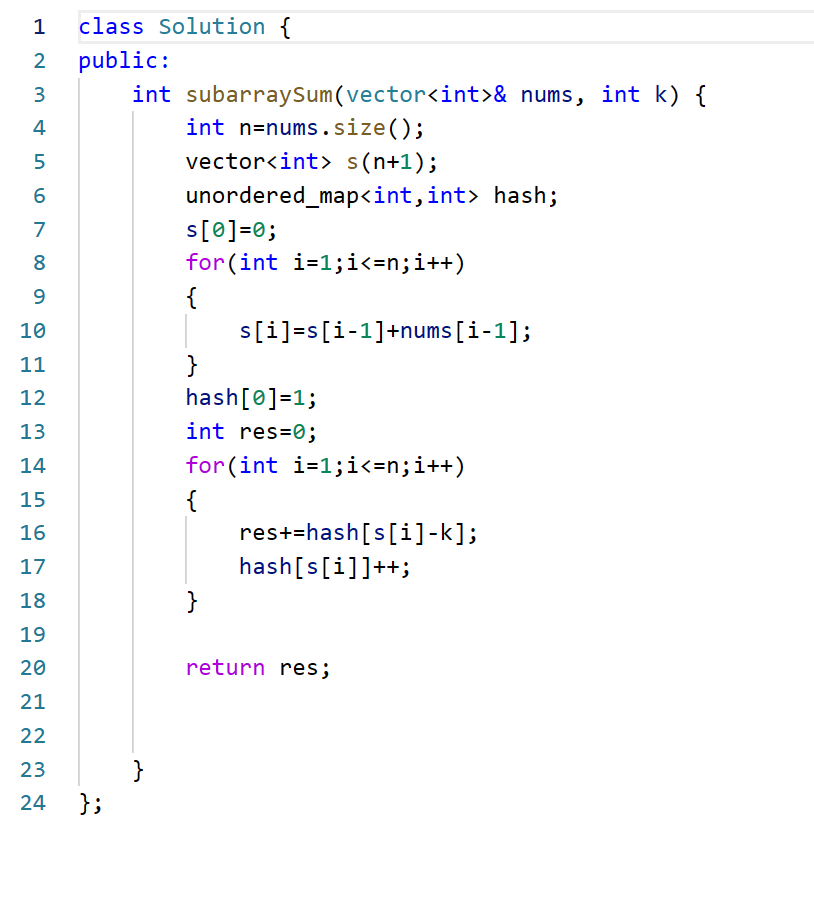 1 class Solution {
2 public:
3     int subarraySum(vector<int>& nums, int k) {
4         int n=nums.size();
5         vector<int> s(n+1);
6         unordered_map<int,int> hash;
7         s[0]=0;
8         for(int i=1;i<=n;i++)
9         {
10             s[i]=s[i-1]+nums[i-1];
11         }
12         hash[0]=1;
13         int res=0;
14         for(int i=1;i<=n;i++)
15         {
16             res+=hash[s[i]-k];
17             hash[s[i]]++;
18         }
19
20         return res;
21
22
23     }
24 };